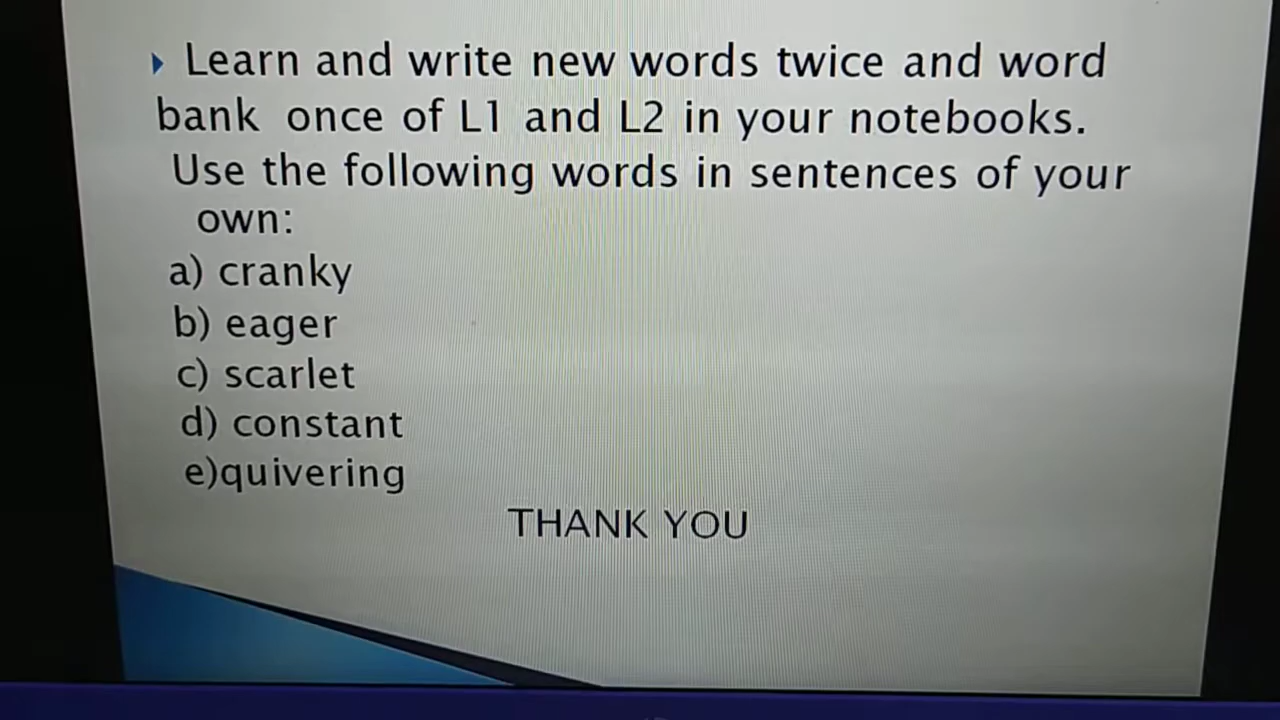 Learn and write new words twice and word
bank once of L1 and L2 in your notebooks.
Use the following words in sentences of your
own:
a) cranky
b) eager
c) scarlet
d) constant
e)quivering
THANK YOU